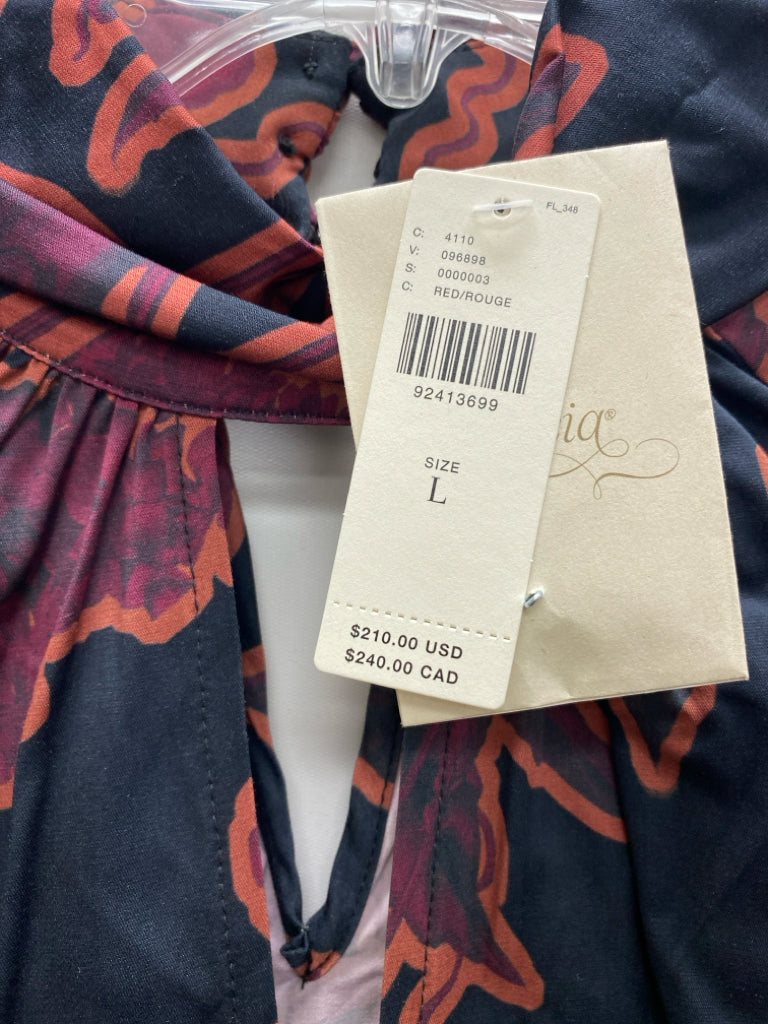 FL_348
C: 4110
V: 096898
S: 0000003
C: RED/ROUGE
92413699
SIZE
L
$210.00 USD
$240.00 CAD